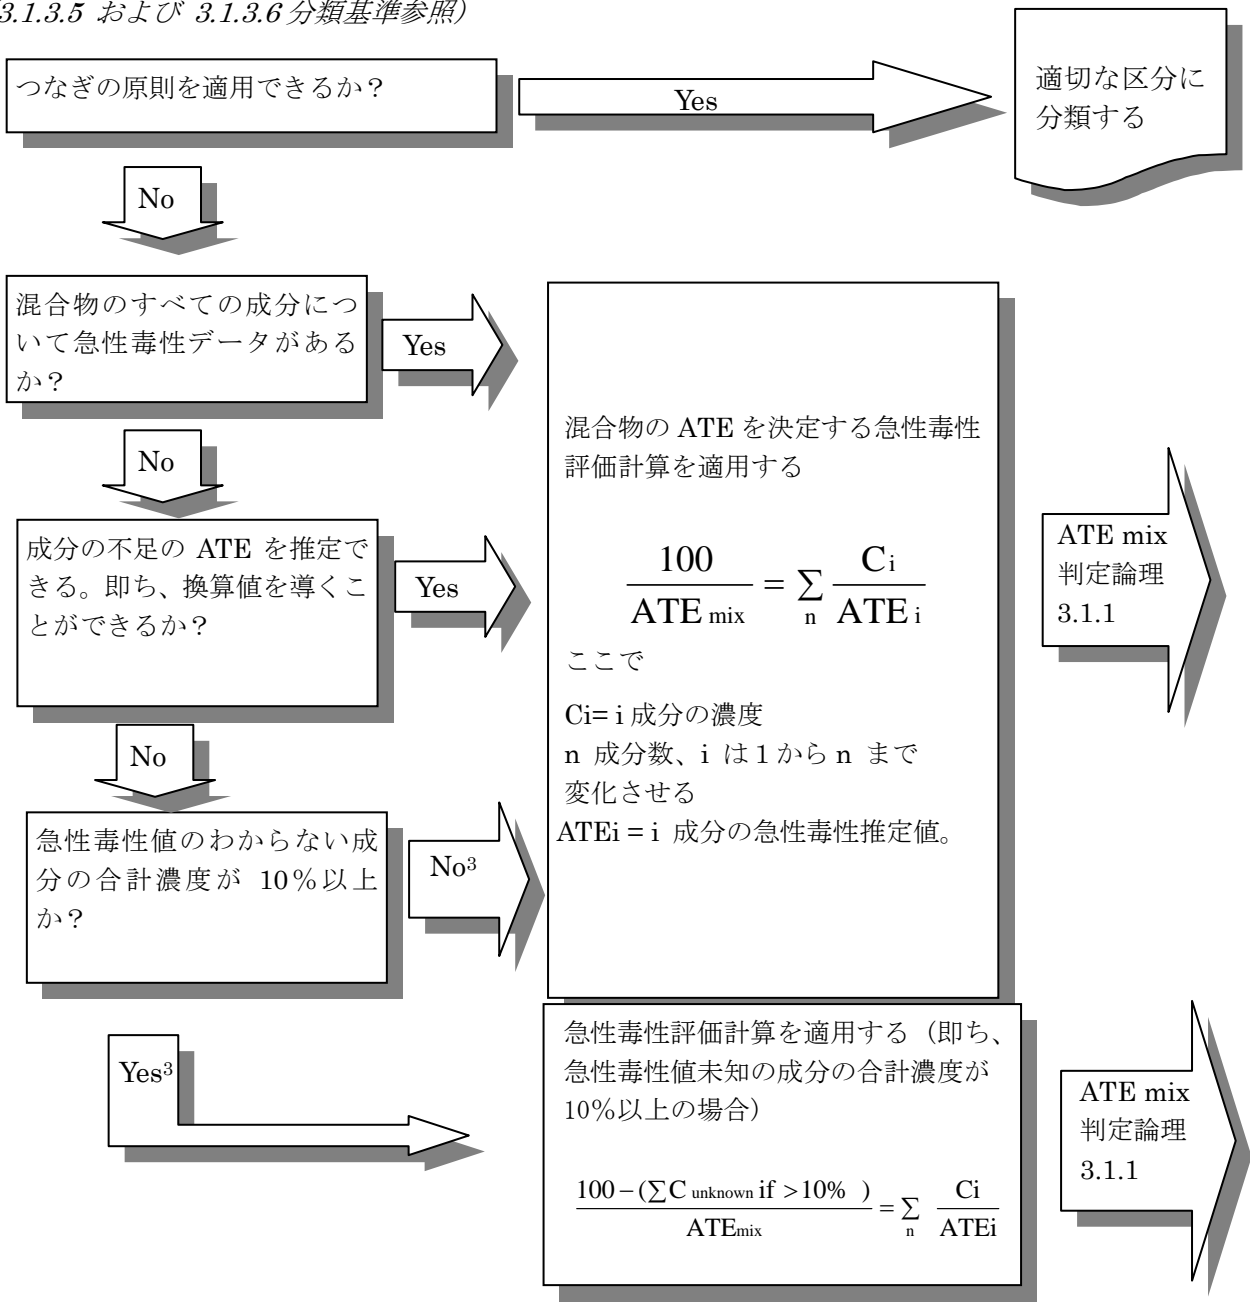 3.1.3.5 および 3.1.3.6 分類基準参照）
つなぎの原則を適用できるか？
Yes
適切な区分に
分類する
No
混合物のすべての成分につ
いて急性毒性データがある
か？
Yes
No
成分の不足の ATE を推定で
きる。即ち、換算値を導くこ
とができるか？
Yes
No
急性毒性値のわからない成
分の合計濃度が 10％以上
か？
No3
Yes3
混合物の ATE を決定する急性毒性
評価計算を適用する
100 / ATE mix = ∑ n Ci / ATE i
ここで
Ci= i 成分の濃度
n 成分数、i は１から n まで
変化させる
ATEi = i 成分の急性毒性推定値。
ATE mix
判定論理
3.1.1
急性毒性評価計算を適用する（即ち、
急性毒性値未知の成分の合計濃度が
10％以上の場合）
100 − (∑C unknown if >10% ) / ATEmix = ∑ n Ci / ATEi
ATE mix
判定論理
3.1.1